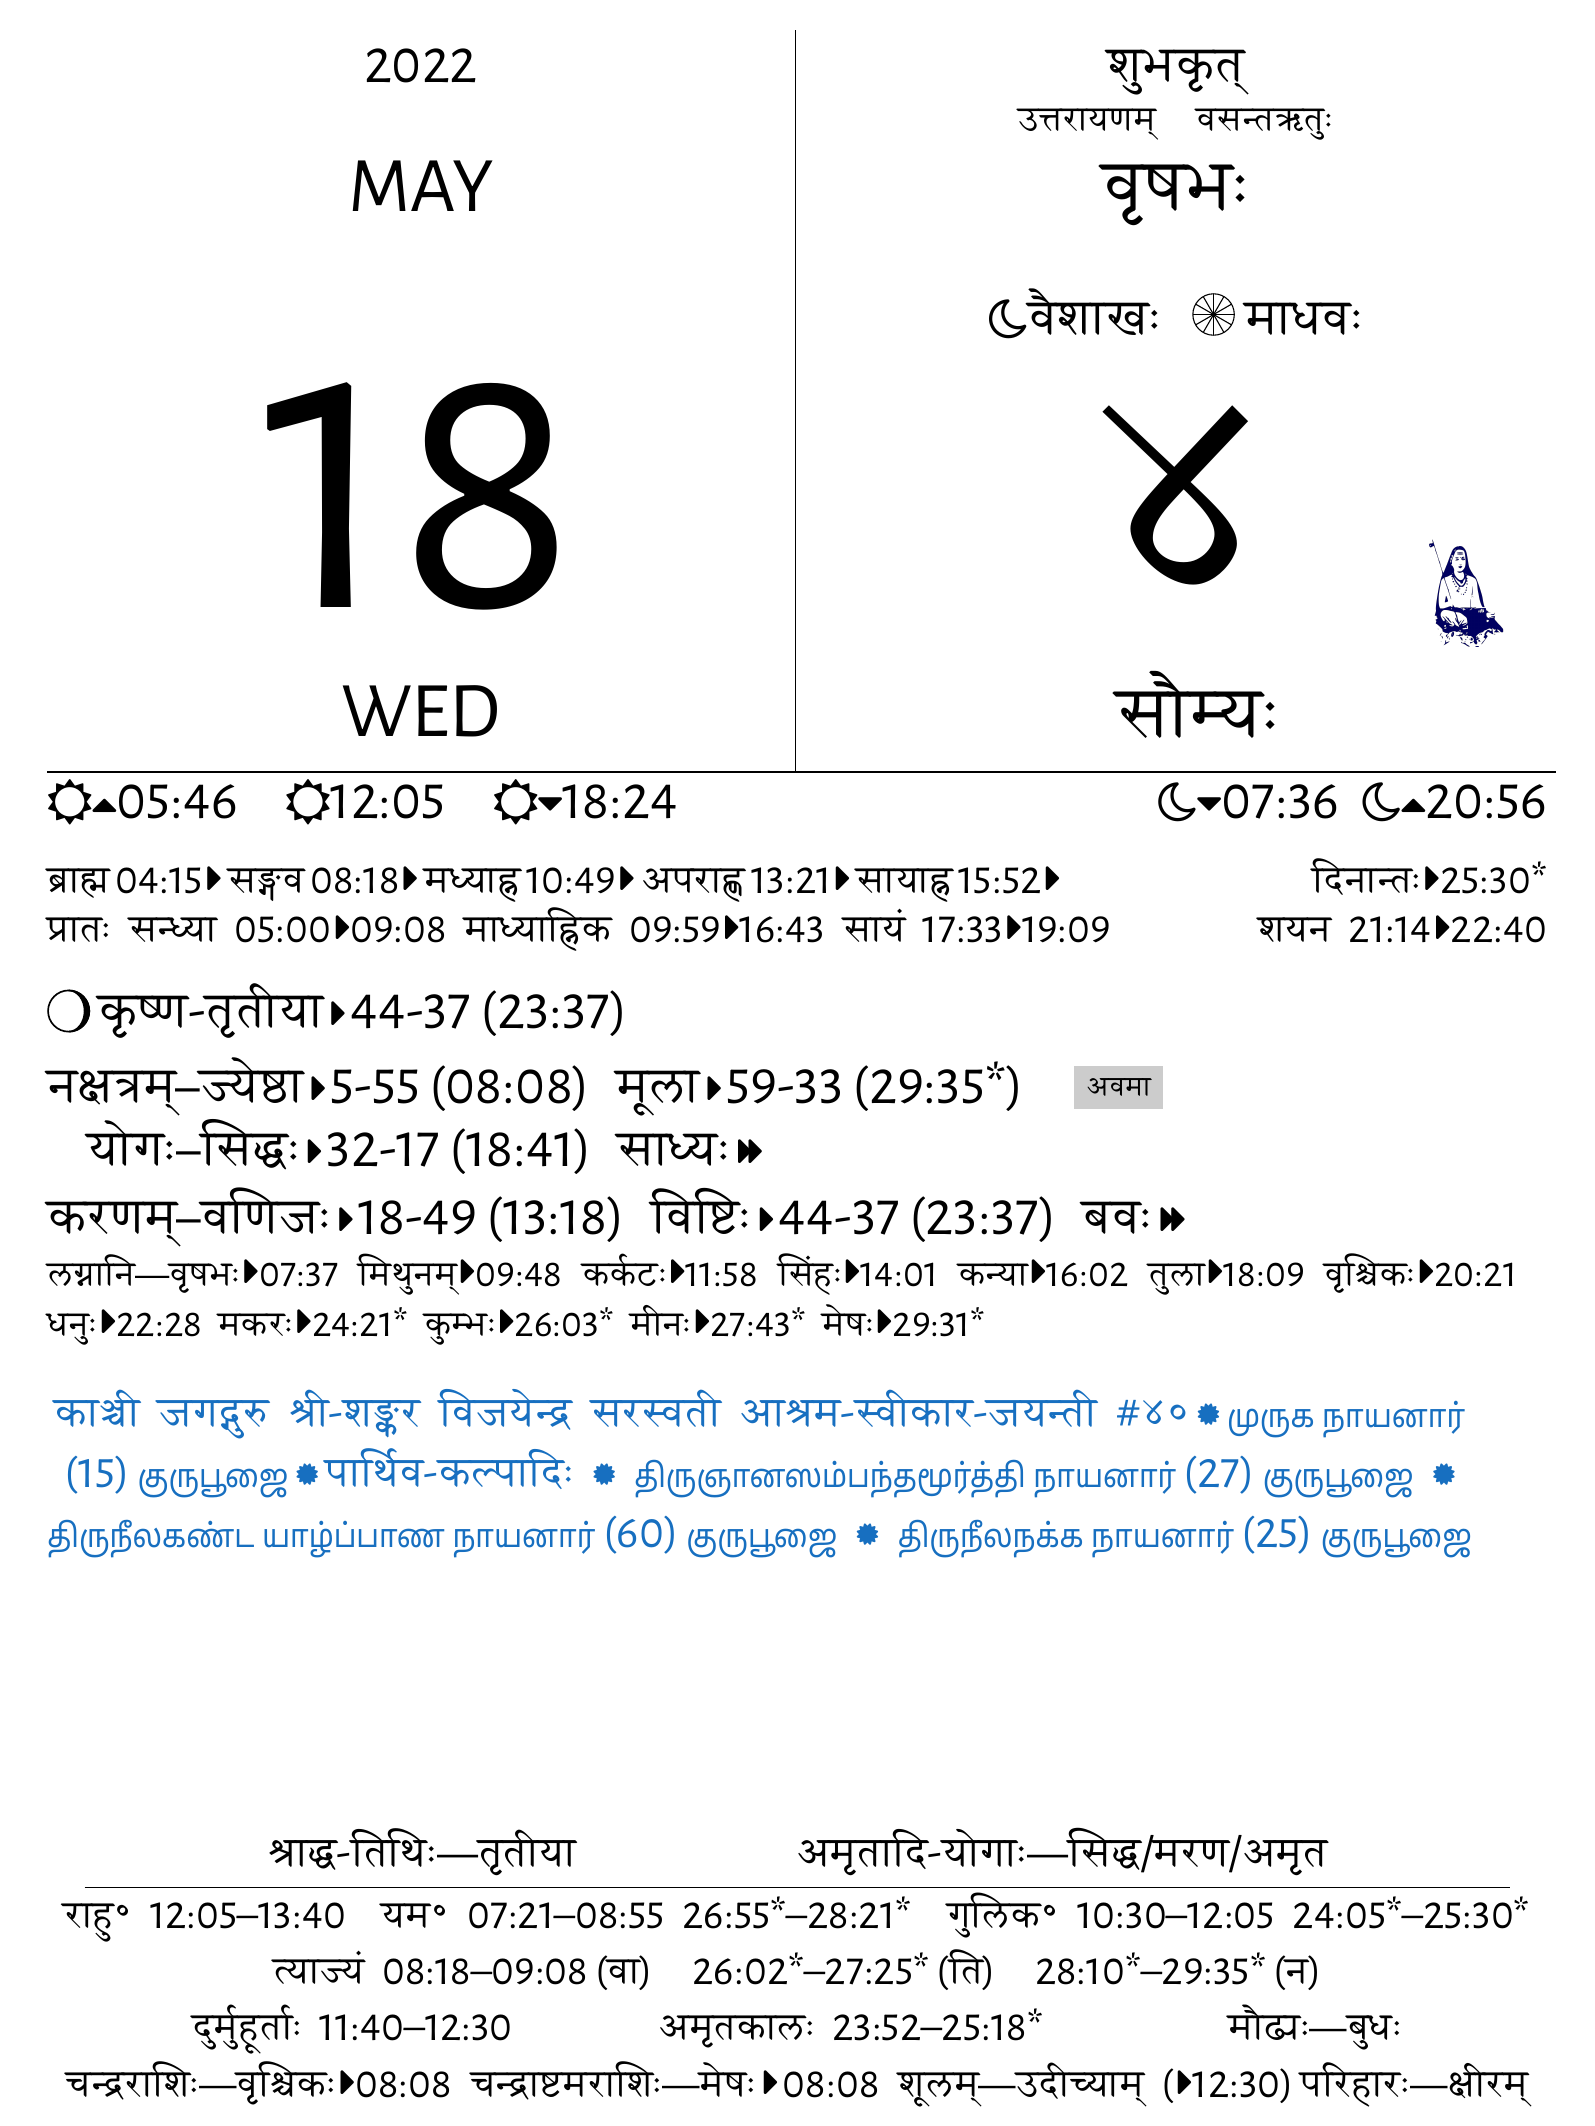 2022
MAY
18
WED
शुभकृत्
उत्तरायणम् वसन्तऋतुः
वृषभः
वैशाखः माधवः
४
सौम्यः
05:46 12:05 18:24 07:36 20:56
ब्राह्म 04:15 सङ्गव 08:18 मध्याह्न 10:49 अपराह्ण 13:21 सायाह्न 15:52 दिनान्तः 25:30*
प्रातः सन्ध्या 05:00 09:08 माध्याह्निक 09:59 16:43 सायं 17:33 19:09 शयन 21:14 22:40
कृष्ण-तृतीया 44-37 (23:37)
नक्षत्रम्–ज्येष्ठा 5-55 (08:08) मूला 59-33 (29:35*) अवमा
योगः–सिद्धः 32-17 (18:41) साध्यः
करणम्–वणिजः 18-49 (13:18) विष्टिः 44-37 (23:37) बवः
लग्नानि—वृषभः 07:37 मिथुनम् 09:48 कर्कटः 11:58 सिंहः 14:01 कन्या 16:02 तुला 18:09 वृश्चिकः 20:21
धनुः 22:28 मकरः 24:21* कुम्भः 26:03* मीनः 27:43* मेषः 29:31*
काञ्ची जगद्गुरु श्री-शङ्कर विजयेन्द्र सरस्वती आश्रम-स्वीकार-जयन्ती #४० முருக நாயனார்
(15) குருபூஜை पार्थिव-कल्पादिः திருஞானஸம்பந்தமூர்த்தி நாயனார் (27) குருபூஜை
திருநீலகண்ட யாழ்ப்பாண நாயனார் (60) குருபூஜை திருநீலநக்க நாயனார் (25) குருபூஜை
श्राद्ध-तिथिः—तृतीया अमृतादि-योगाः—सिद्ध/मरण/अमृत
राहु॰ 12:05–13:40 यम॰ 07:21–08:55 26:55*–28:21* गुलिक॰ 10:30–12:05 24:05*–25:30*
त्याज्यं 08:18–09:08 (वा) 26:02*–27:25* (ति) 28:10*–29:35* (न)
दुर्मुहूर्ताः 11:40–12:30 अमृतकालः 23:52–25:18* मौढ्यः—बुधः
चन्द्रराशिः—वृश्चिकः 08:08 चन्द्राष्टमराशिः—मेषः 08:08 शूलम्—उदीच्याम् (12:30) परिहारः—क्षीरम्